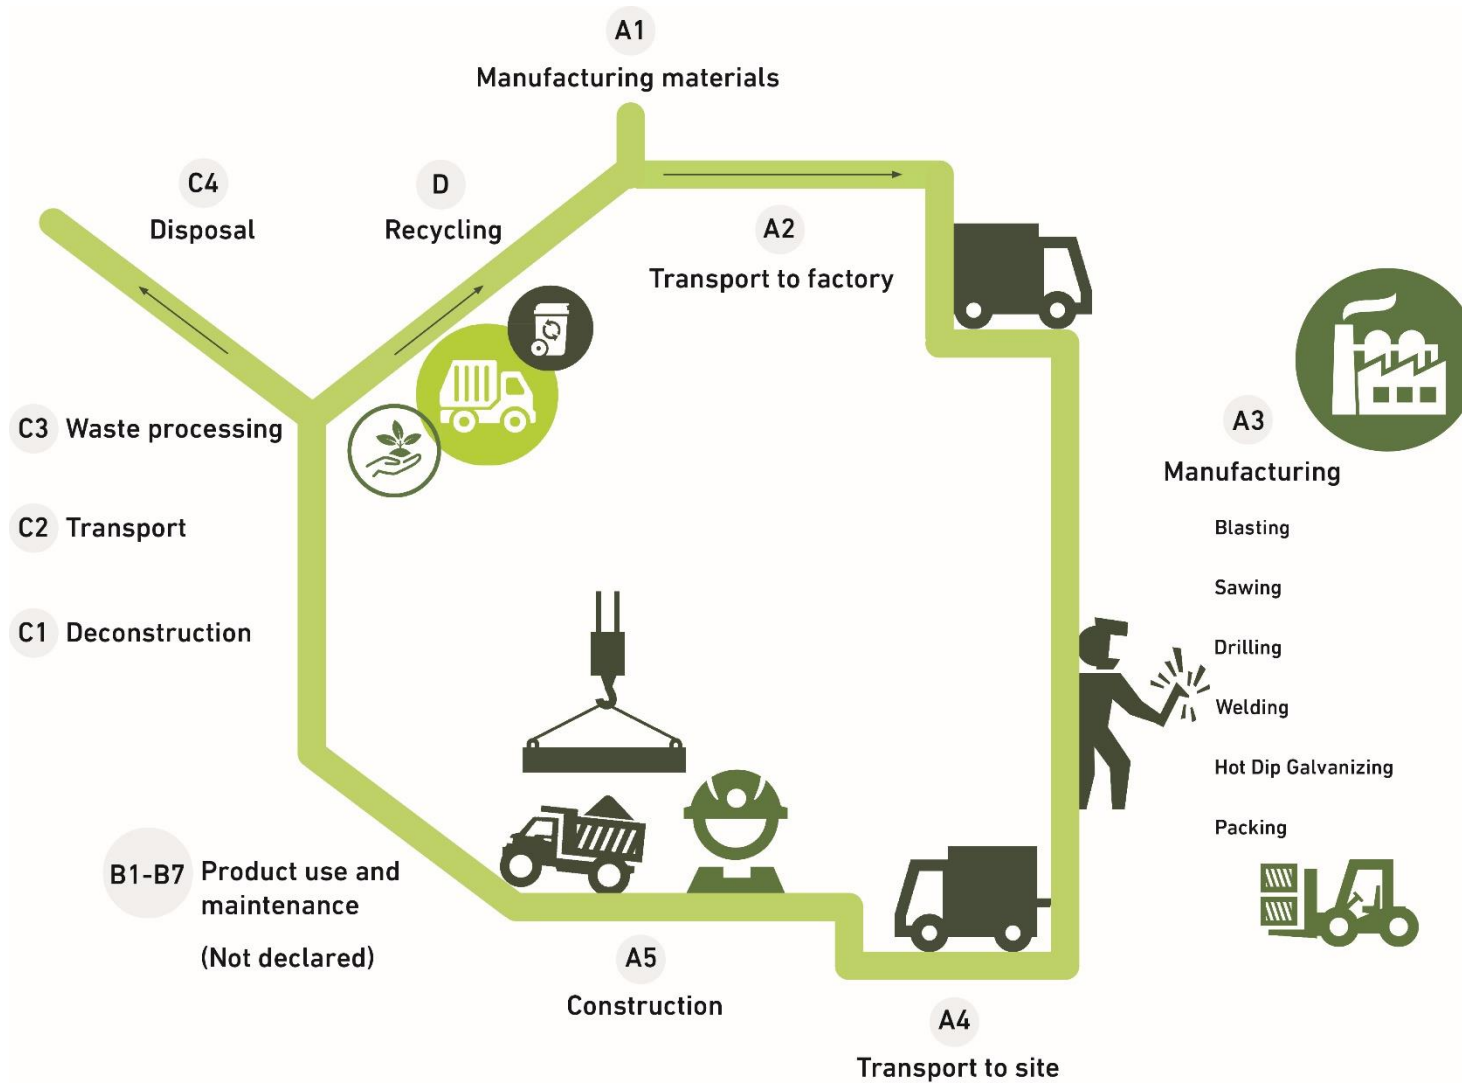 A1
Manufacturing materials
C4
Disposal
D
Recycling
A2
Transport to factory
A3
Manufacturing
Blasting
Sawing
Drilling
Welding
Hot Dip Galvanizing
Packing
A4
Transport to site
A5
Construction
B1-B7 Product use and
maintenance
(Not declared)
C1 Deconstruction
C2 Transport
C3 Waste processing